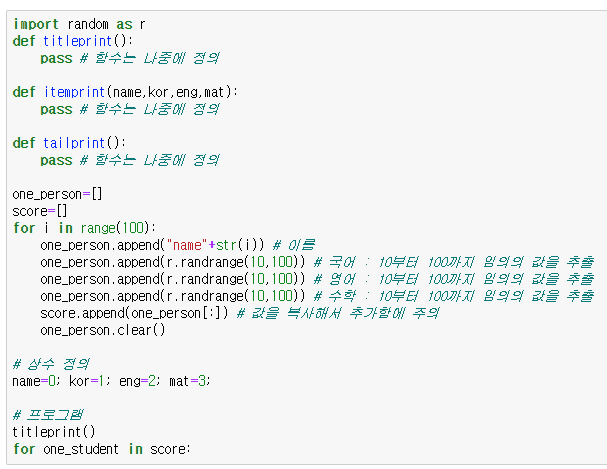 import random as r
def titleprint():
    pass # 함수는 나중에 정의

def itemprint(name,kor,eng,mat):
    pass # 함수는 나중에 정의

def tailprint():
    pass # 함수는 나중에 정의

one_person=[]
score=[]
for i in range(100):
    one_person.append("name"+str(i)) # 이름
    one_person.append(r.randrange(10,100)) # 국어 : 10부터 100까지 임의의 값을 추출
    one_person.append(r.randrange(10,100)) # 영어 : 10부터 100까지 임의의 값을 추출
    one_person.append(r.randrange(10,100)) # 수학 : 10부터 100까지 임의의 값을 추출
    score.append(one_person[:]) # 값을 복사해서 추가함에 주의
    one_person.clear()

# 상수 정의
name=0; kor=1; eng=2; mat=3;

# 프로그램
titleprint()
for one_student in score: